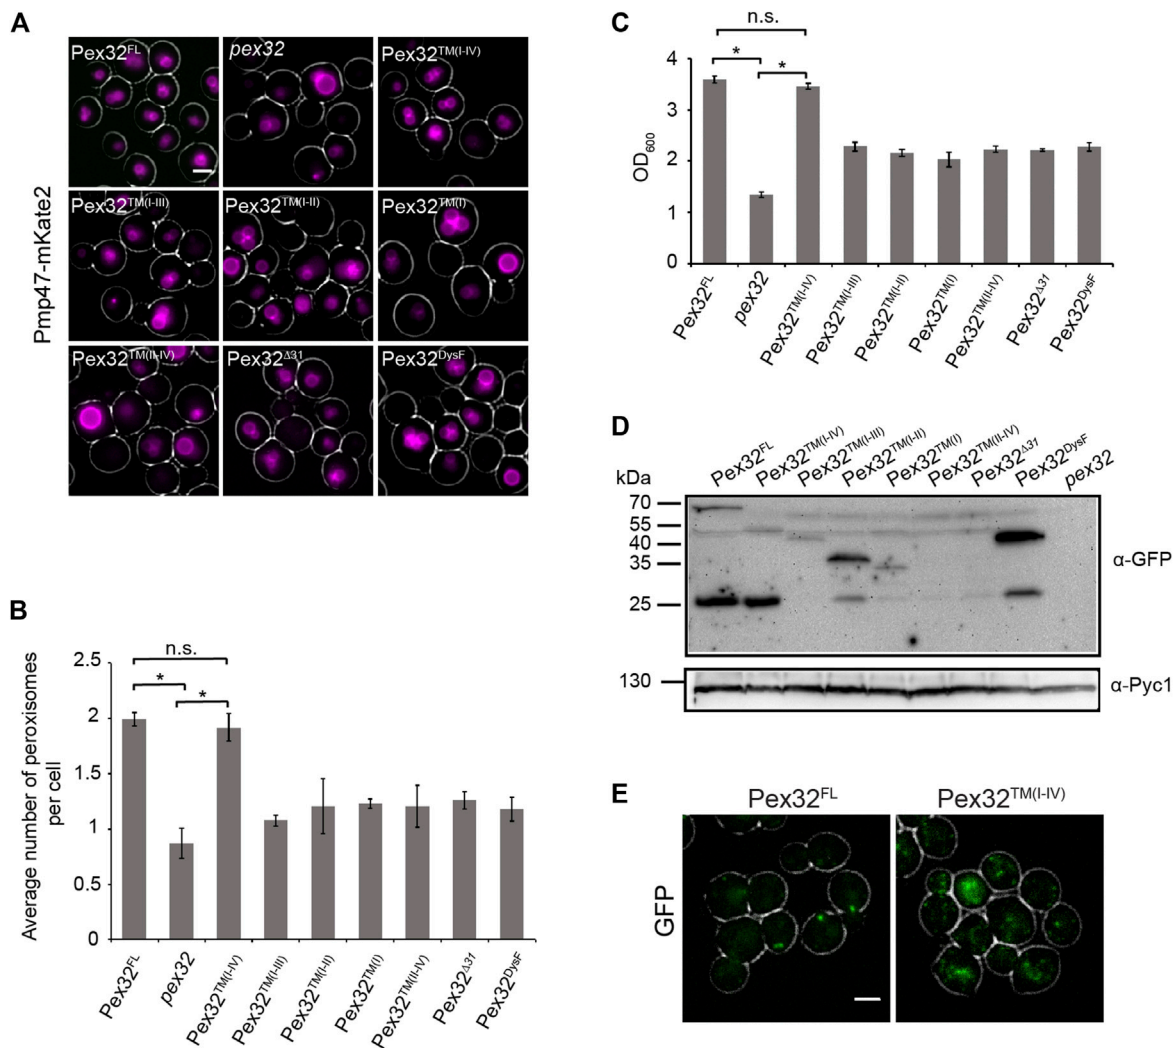 A
Pex32FL
pex32
Pex32TM(I-IV)
Pex32TM(I-III)
Pex32TM(I-II)
Pex32TM(I)
Pex32TM(II-IV)
Pex32Δ31
Pex32DysF
Pmp47-mKate2
B
n.s.
*
*
2.5
2
1.5
1
0.5
0
Average number of peroxisomes
per cell
Pex32FL
pex32
Pex32TM(I-IV)
Pex32TM(I-III)
Pex32TM(I-II)
Pex32TM(I)
Pex32TM(II-IV)
Pex32Δ31
Pex32DysF
C
n.s.
*
*
4
3
2
1
0
OD600
Pex32FL
pex32
Pex32TM(I-IV)
Pex32TM(I-III)
Pex32TM(I-II)
Pex32TM(I)
Pex32TM(II-IV)
Pex32Δ31
Pex32DysF
D
Pex32FL
Pex32TM(I-IV)
Pex32TM(I-III)
Pex32TM(I-II)
Pex32TM(I)
Pex32TM(II-IV)
Pex32Δ31
Pex32DysF
pex32
kDa
70
55
40
35
25
α-GFP
130
α-Pyc1
E
Pex32FL
Pex32TM(I-IV)
GFP